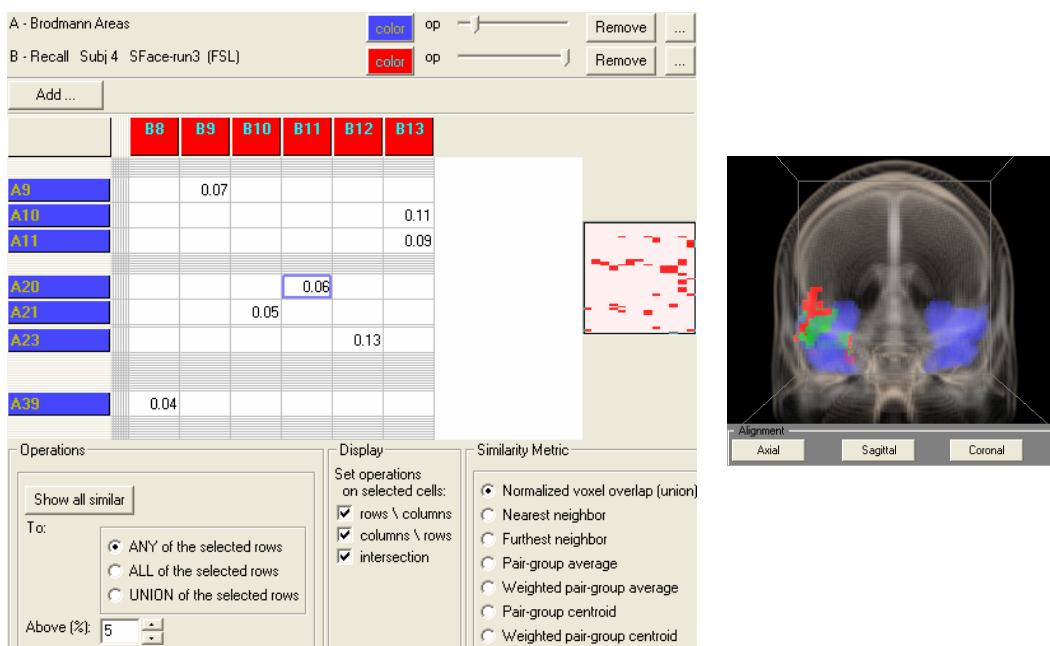 A - Brodmann Areas color op Remove ...
B - Recall Subj 4 SFace-run3 (FSL) color op Remove ...
Add ...
B8 B9 B10 B11 B12 B13
A9 0.07
A10 0.11
A11 0.09
A20 0.06
A21 0.05
A23 0.13
A39 0.04
Operations
Show all similar
To:
ANY of the selected rows
ALL of the selected rows
UNION of the selected rows
Above (%): 5
Display
Set operations
on selected cells:
rows \ columns
columns \ rows
intersection
Similarity Metric
Normalized voxel overlap (union)
Nearest neighbor
Furthest neighbor
Pair-group average
Weighted pair-group average
Pair-group centroid
Weighted pair-group centroid
Alignment
Axial Sagittal Coronal